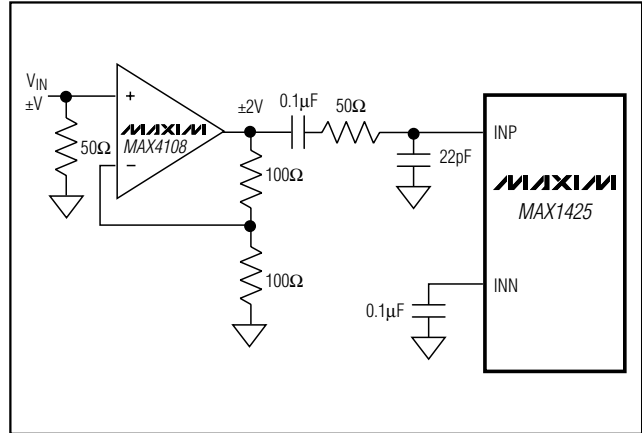 VIN
±V
50Ω
+
MAXIM
MAX4108
−
±2V
0.1μF
50Ω
100Ω
100Ω
22pF
INP
MAXIM
MAX1425
INN
0.1μF